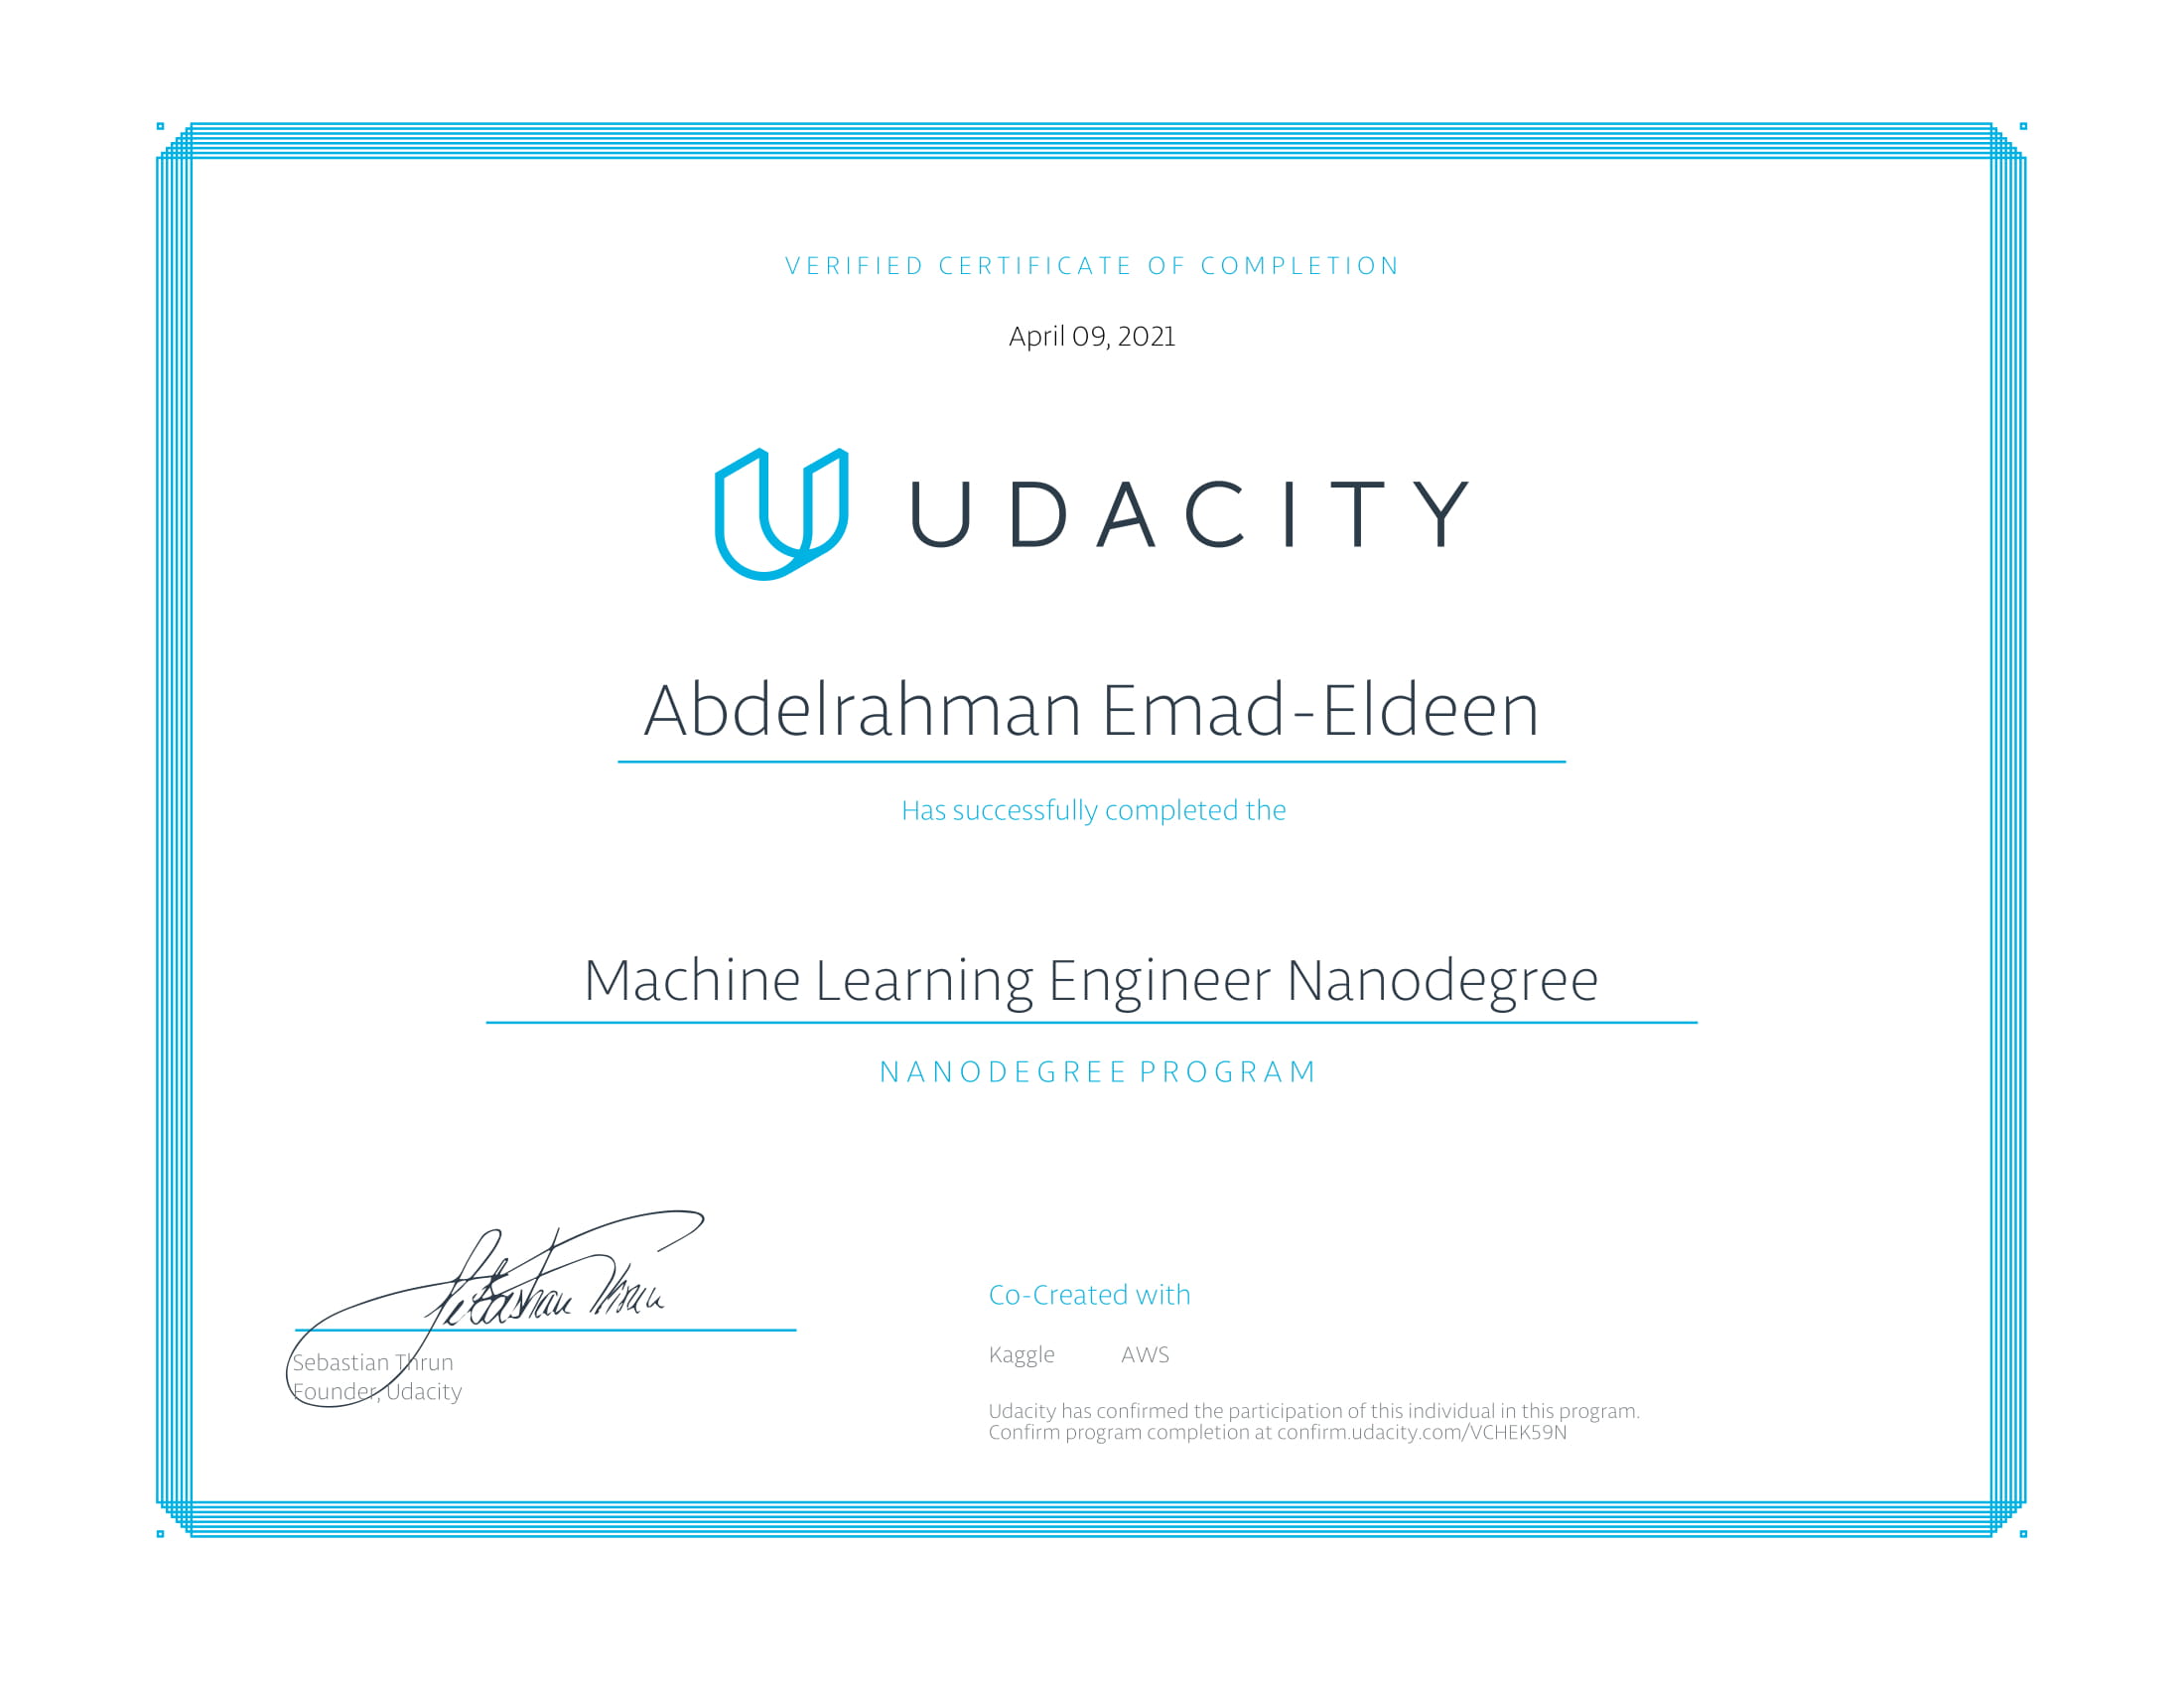 VERIFIED CERTIFICATE OF COMPLETION
April 09, 2021
UDACITY
Abdelrahman Emad-Eldeen
Has successfully completed the
Machine Learning Engineer Nanodegree
NANODEGREE PROGRAM
Sebastian Thrun
Sebastian Thrun
Founder, Udacity
Co-Created with
Kaggle AWS
Udacity has confirmed the participation of this individual in this program.
Confirm program completion at confirm.udacity.com/VCHEK59N